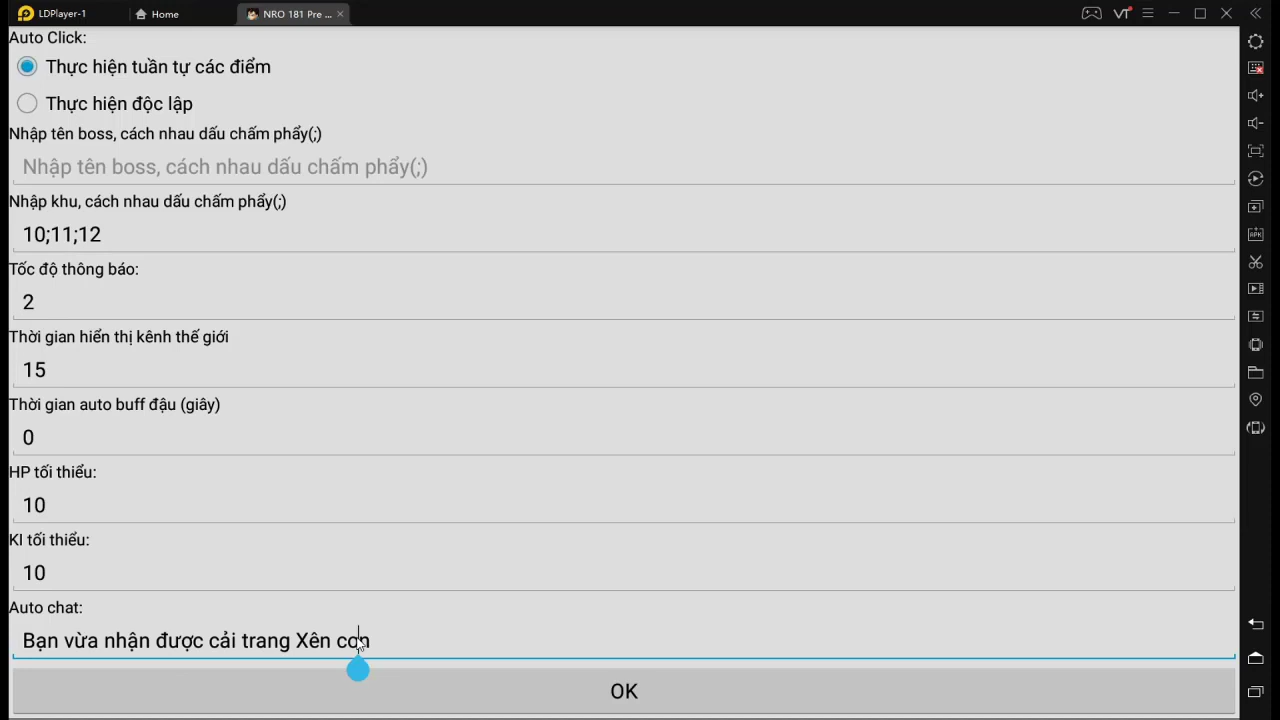 LDPlayer-1
Home
NRO 181 Pre ...
Auto Click:
Thực hiện tuần tự các điểm
Thực hiện độc lập
Nhập tên boss, cách nhau dấu chấm phẩy(;)
Nhập tên boss, cách nhau dấu chấm phẩy(;)
Nhập khu, cách nhau dấu chấm phẩy(;)
10;11;12
Tốc độ thông báo:
2
Thời gian hiển thị kênh thế giới
15
Thời gian auto buff đậu (giây)
0
HP tối thiểu:
10
KI tối thiểu:
10
Auto chat:
Bạn vừa nhận được cải trang Xên con
OK